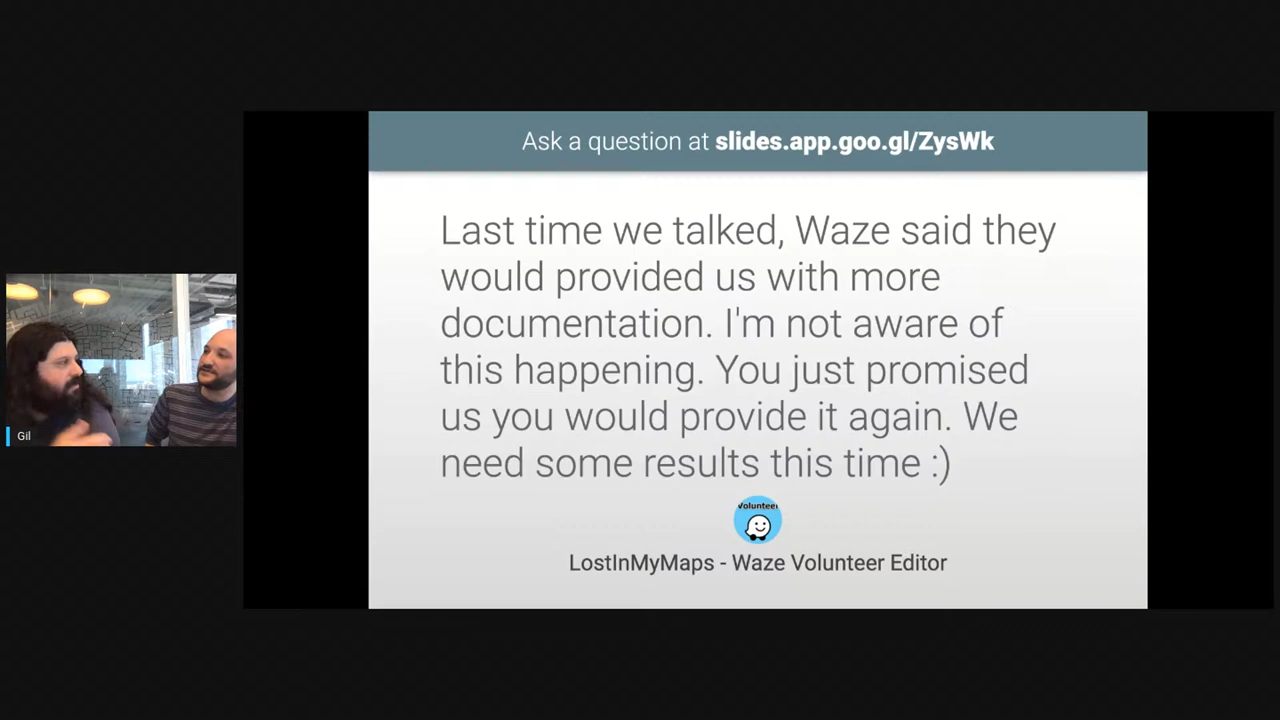 Ask a question at slides.app.goo.gl/ZysWk
Last time we talked, Waze said they
would provided us with more
documentation. I'm not aware of
this happening. You just promised
us you would provide it again. We
need some results this time :)
Volunteer
LostInMyMaps - Waze Volunteer Editor
Gil